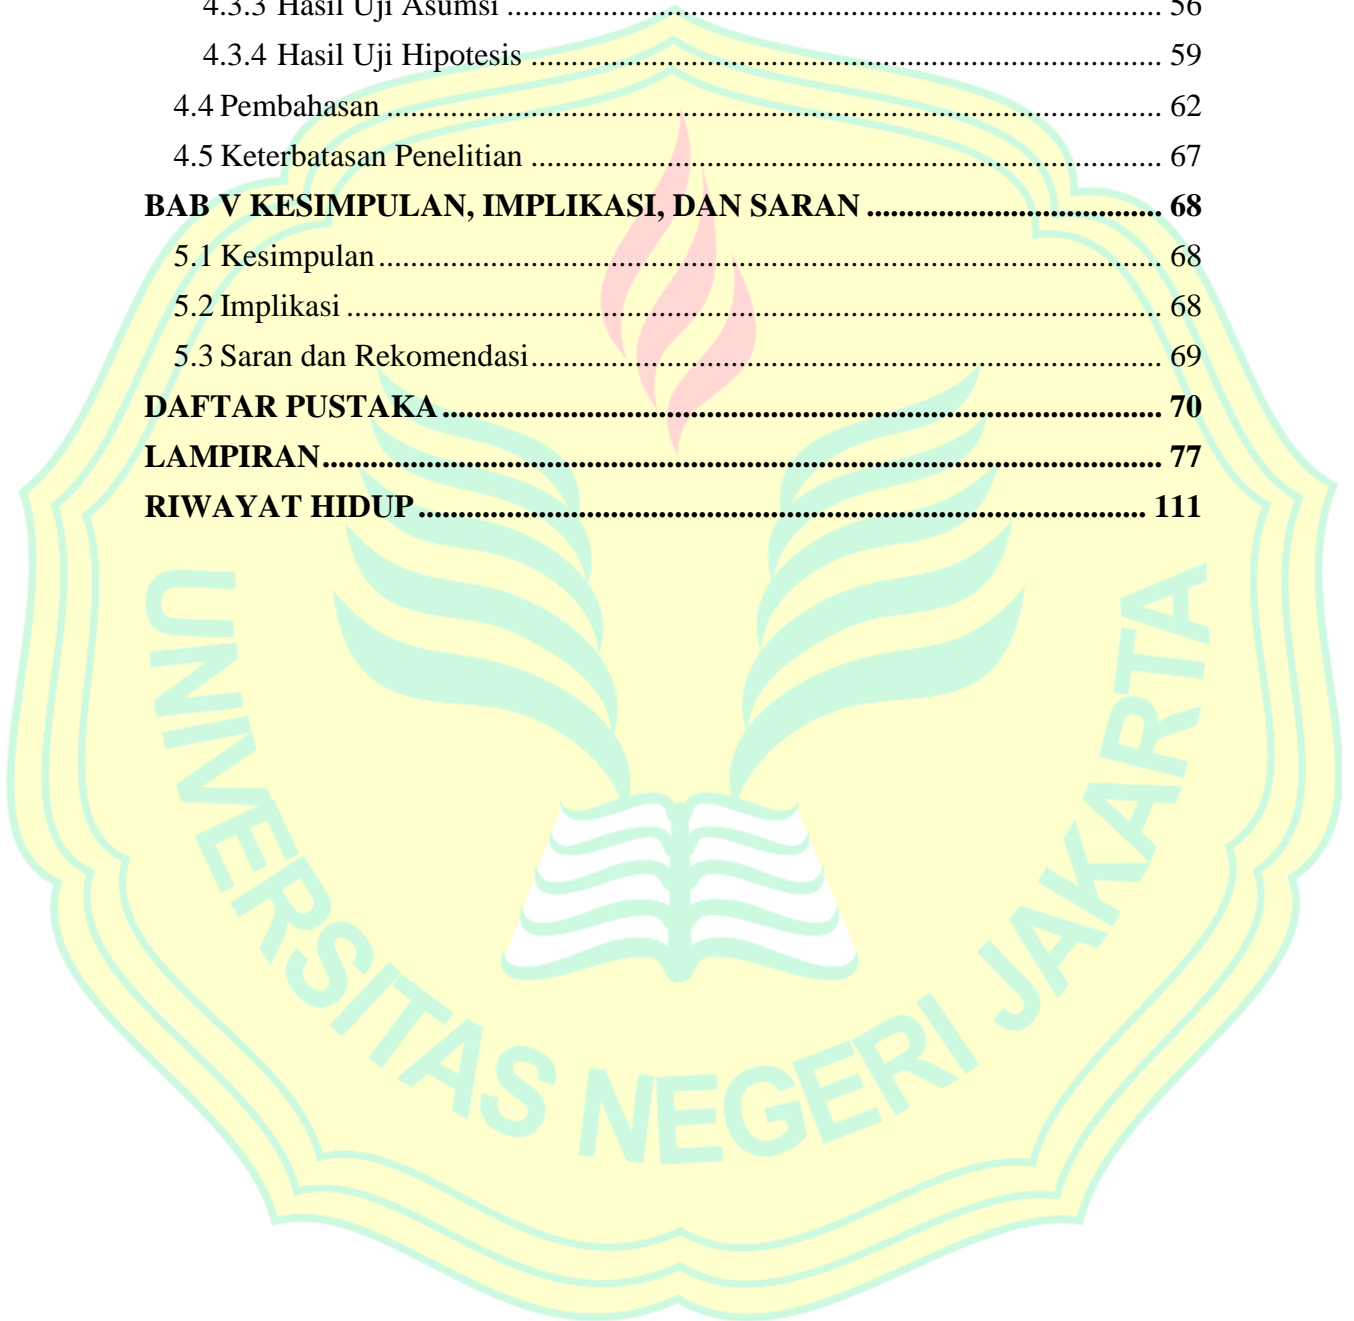 4.3.3 Hasil Uji Asumsi ........................................................................ 56
4.3.4 Hasil Uji Hipotesis ..................................................................... 59
4.4 Pembahasan ..................................................................................... 62
4.5 Keterbatasan Penelitian .................................................................... 67
BAB V KESIMPULAN, IMPLIKASI, DAN SARAN .................................. 68
5.1 Kesimpulan ...................................................................................... 68
5.2 Implikasi .......................................................................................... 68
5.3 Saran dan Rekomendasi ................................................................... 69
DAFTAR PUSTAKA ................................................................................ 70
LAMPIRAN ............................................................................................. 77
RIWAYAT HIDUP .................................................................................. 111
UNIVERSITAS NEGERI JAKARTA